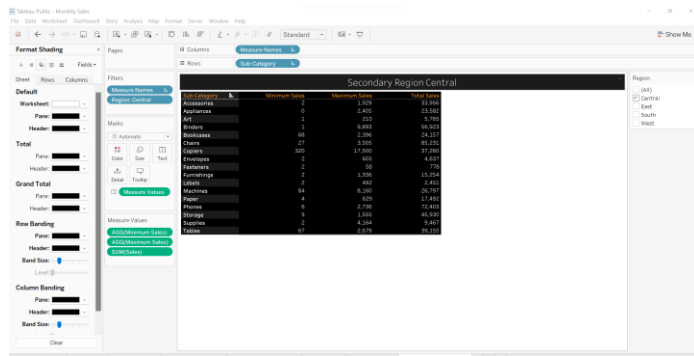 Tableau Public - Monthly Sales
File Data Worksheet Dashboard Story Analysis Map Format Server Window Help
Standard
Show Me
Format Shading
Fields
Sheet Rows Columns
Default
Worksheet:
Pane:
Header:
Total
Pane:
Header:
Grand Total
Pane:
Header:
Row Banding
Pane:
Header:
Band Size:
Level:
Column Banding
Pane:
Header:
Band Size:
Clear
Pages
Filters
Measure Names
Region: Central
Marks
Automatic
Color Size Text
Detail Tooltip
Measure Values
Measure Values
AGG(Minimum Sales)
AGG(Maximum Sales)
SUM(Sales)
Columns Measure Names
Rows Sub-Category
Secondary Region Central
Sub-Category Minimum Sales Maximum Sales Total Sales
Accessories 2 1,929 33,956
Appliances 0 2,405 23,582
Art 1 210 5,765
Binders 1 9,893 56,923
Bookcases 68 2,396 24,157
Chairs 27 3,505 85,231
Copiers 320 17,500 37,260
Envelopes 2 605 4,637
Fasteners 2 58 778
Furnishings 2 1,336 15,254
Labels 2 492 2,451
Machines 84 8,160 26,797
Paper 4 629 17,492
Phones 6 2,736 72,403
Storage 9 1,555 45,930
Supplies 2 4,164 9,467
Tables 67 2,679 39,155
Region
(All)
Central
East
South
West